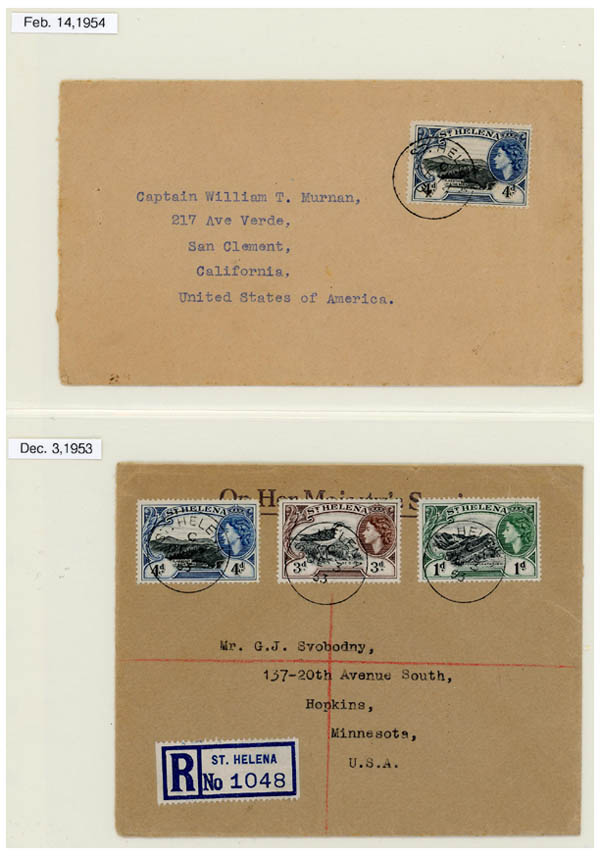 Feb. 14,1954
ST HELENA
4d 4d
Captain William T. Murnan,
217 Ave Verde,
San Clement,
California,
United States of America.
Dec. 3,1953
On Her
ST HELENA
4d 4d
ST HELENA
3d 3d
ST HELENA
1d 1d
Mr. G.J. Svobodny,
137-20th Avenue South,
Hopkins,
Minnesota,
U.S.A.
R
ST. HELENA
No 1048